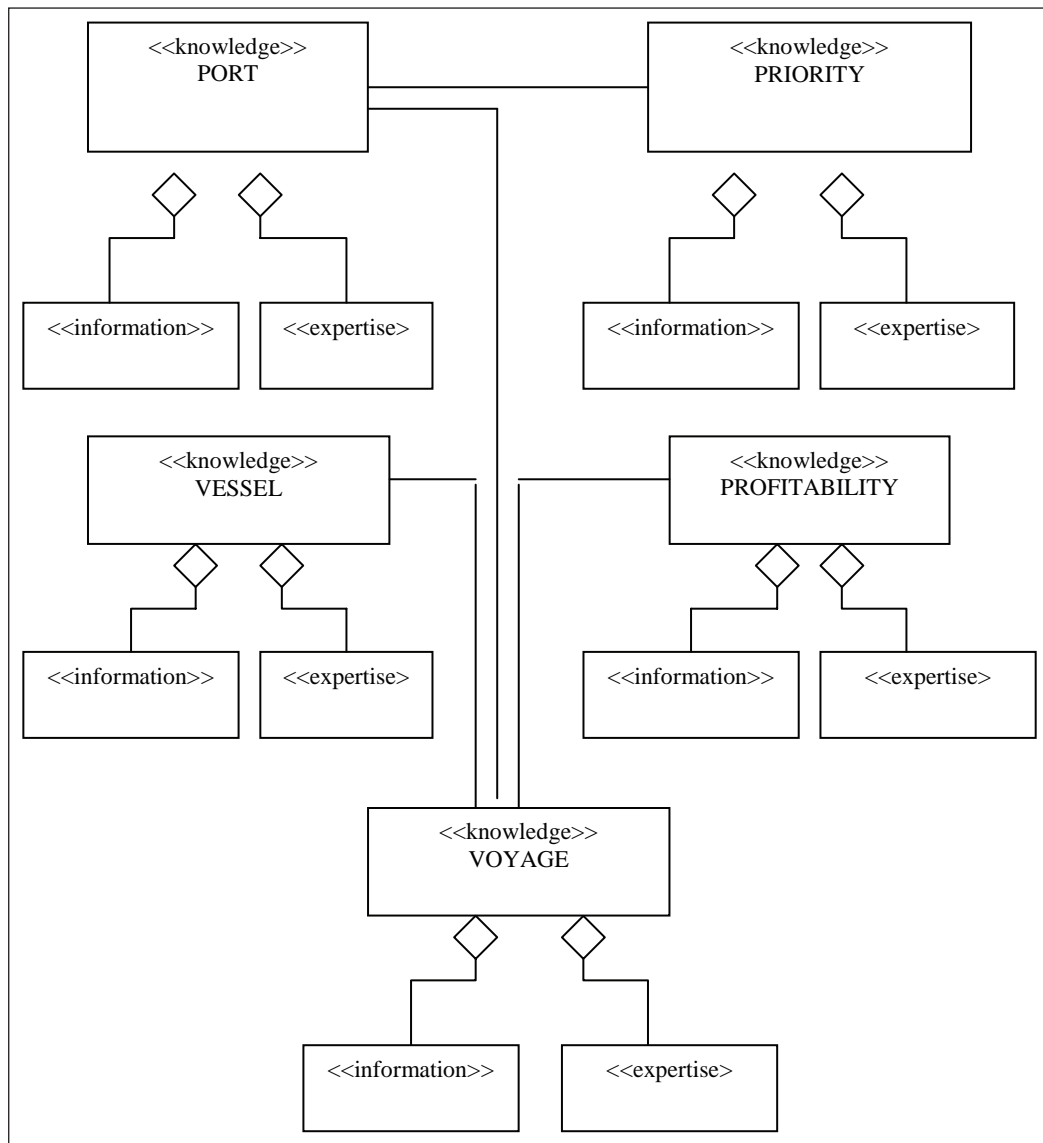 <<knowledge>>
PORT
<<knowledge>>
PRIORITY
<<information>>
<<expertise>
<<information>>
<<expertise>
<<knowledge>>
VESSEL
<<knowledge>>
PROFITABILITY
<<information>>
<<expertise>
<<information>>
<<expertise>
<<knowledge>>
VOYAGE
<<information>>
<<expertise>